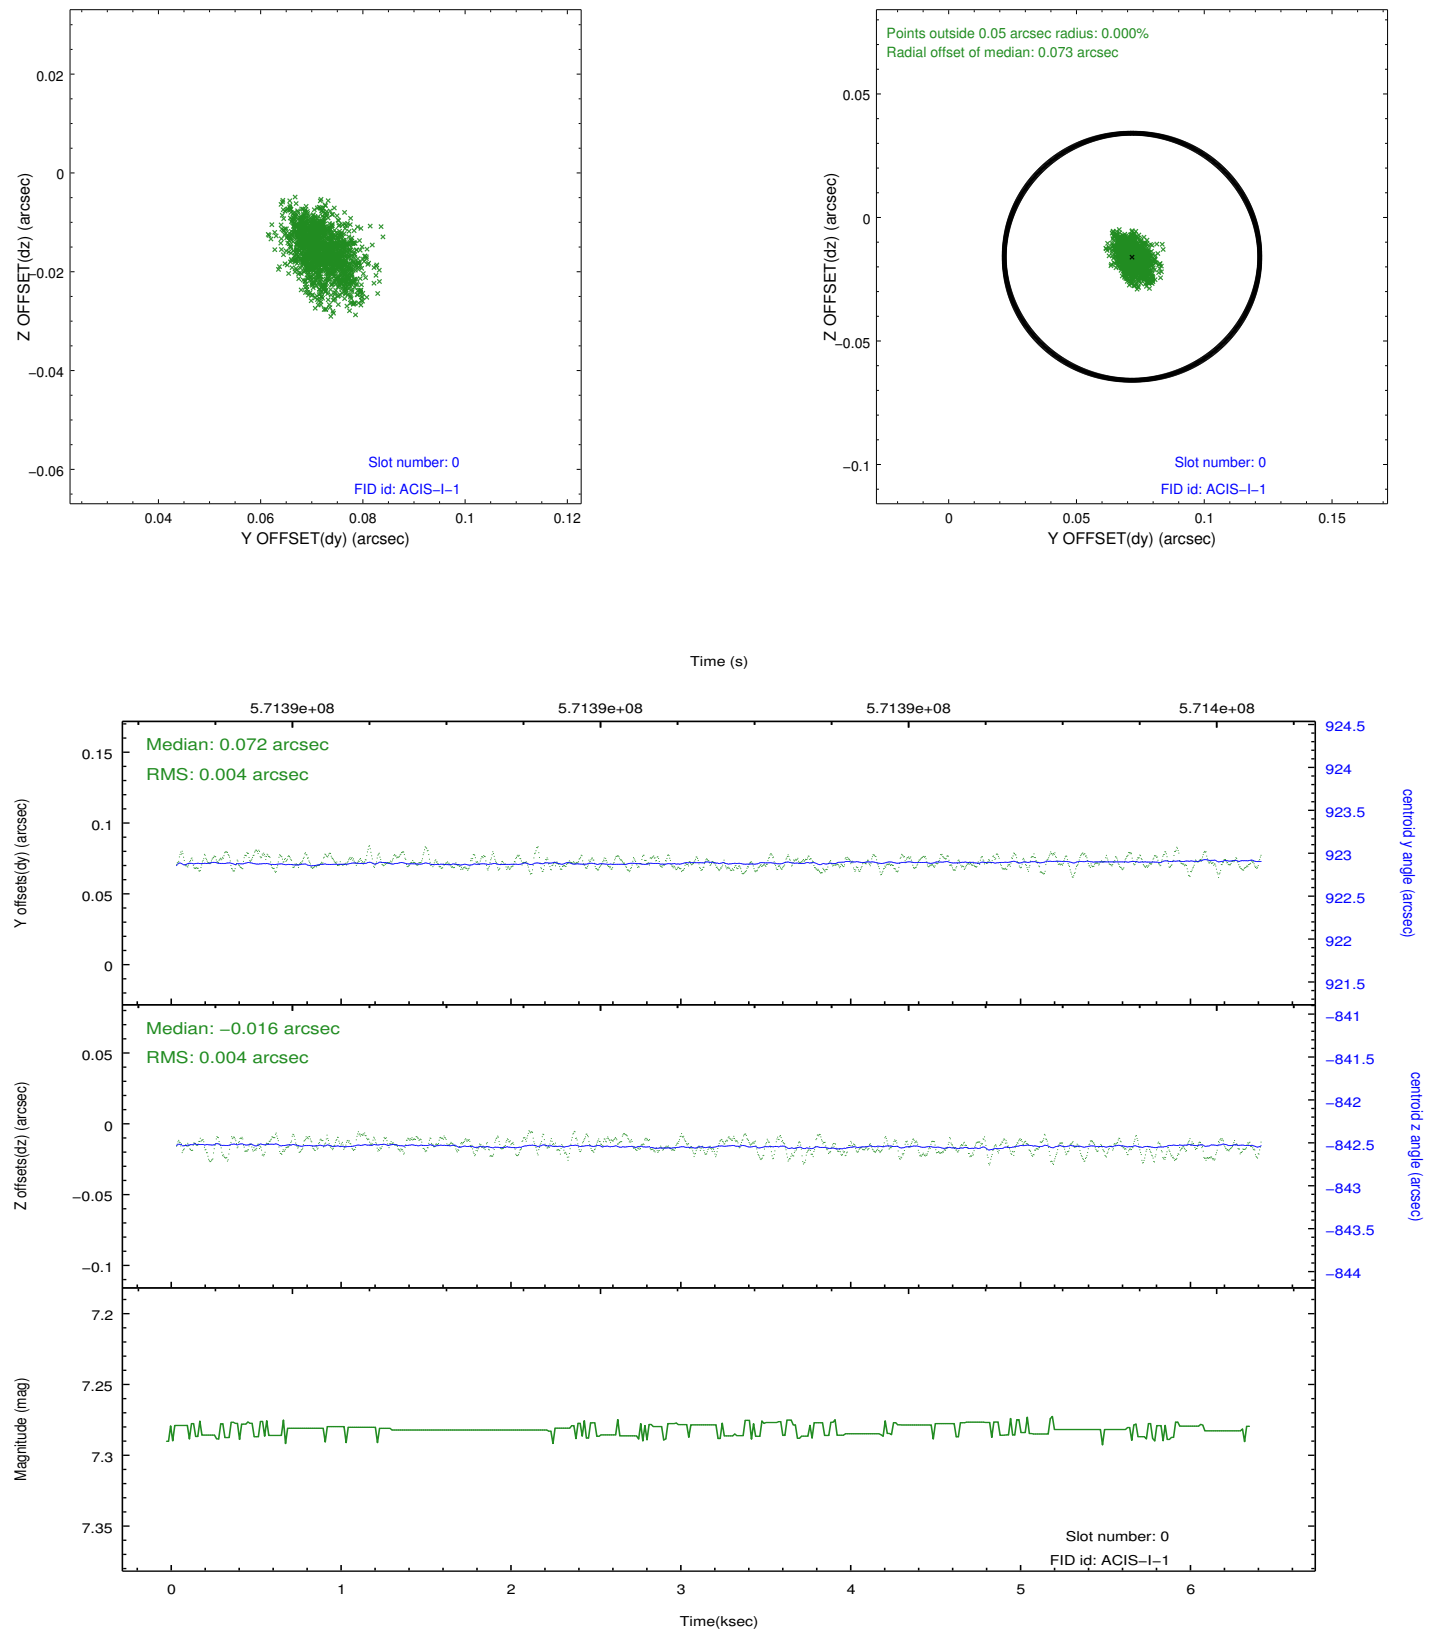 0.02
0
−0.02
−0.04
−0.06
Z OFFSET(dz) (arcsec)
Slot number: 0
FID id: ACIS−I−1
0.04 0.06 0.08 0.1 0.12
Y OFFSET(dy) (arcsec)
Points outside 0.05 arcsec radius: 0.000%
Radial offset of median: 0.073 arcsec
0.05
0
−0.05
−0.1
Z OFFSET(dz) (arcsec)
Slot number: 0
FID id: ACIS−I−1
0 0.05 0.1 0.15
Y OFFSET(dy) (arcsec)
Time (s)
5.7139e+08 5.7139e+08 5.7139e+08 5.714e+08
Median: 0.072 arcsec
RMS: 0.004 arcsec
0.15
0.1
0.05
0
Y offsets(dy) (arcsec)
924.5
924
923.5
923
922.5
922
921.5
centroid y angle (arcsec)
Median: −0.016 arcsec
RMS: 0.004 arcsec
0.05
0
−0.05
−0.1
Z offsets(dz) (arcsec)
−841
−841.5
−842
−842.5
−843
−843.5
−844
centroid z angle (arcsec)
7.2
7.25
7.3
7.35
Magnitude (mag)
Slot number: 0
FID id: ACIS−I−1
0 1 2 3 4 5 6
Time(ksec)